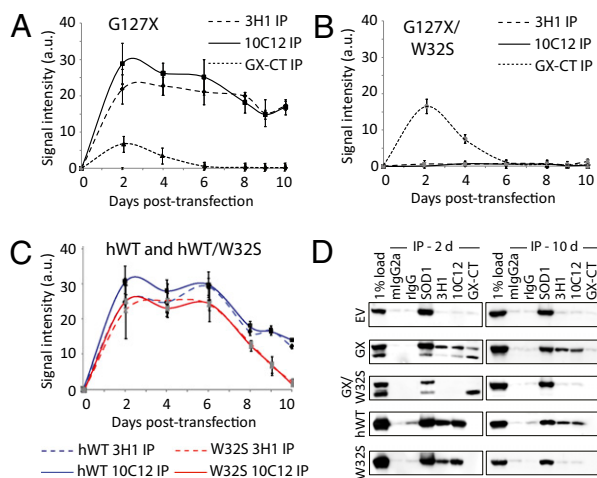 A
G127X
3H1 IP
10C12 IP
GX-CT IP
Signal intensity (a.u.)
40
30
20
10
0
0 2 4 6 8 10
Days post-transfection
B
G127X/
W32S
3H1 IP
10C12 IP
GX-CT IP
Signal intensity (a.u.)
40
30
20
10
0
0 2 4 6 8 10
Days post-transfection
C
hWT and hWT/W32S
Signal intensity (a.u.)
40
30
20
10
0
0 2 4 6 8 10
Days post-transfection
hWT 3H1 IP W32S 3H1 IP
hWT 10C12 IP W32S 10C12 IP
D
IP - 2 d IP - 10 d
1% load mIgG2a rIgG SOD1 3H1 10C12 GX-CT 1% load mIgG2a rIgG SOD1 3H1 10C12 GX-CT
EV
GX
GX/
W32S
hWT
W32S